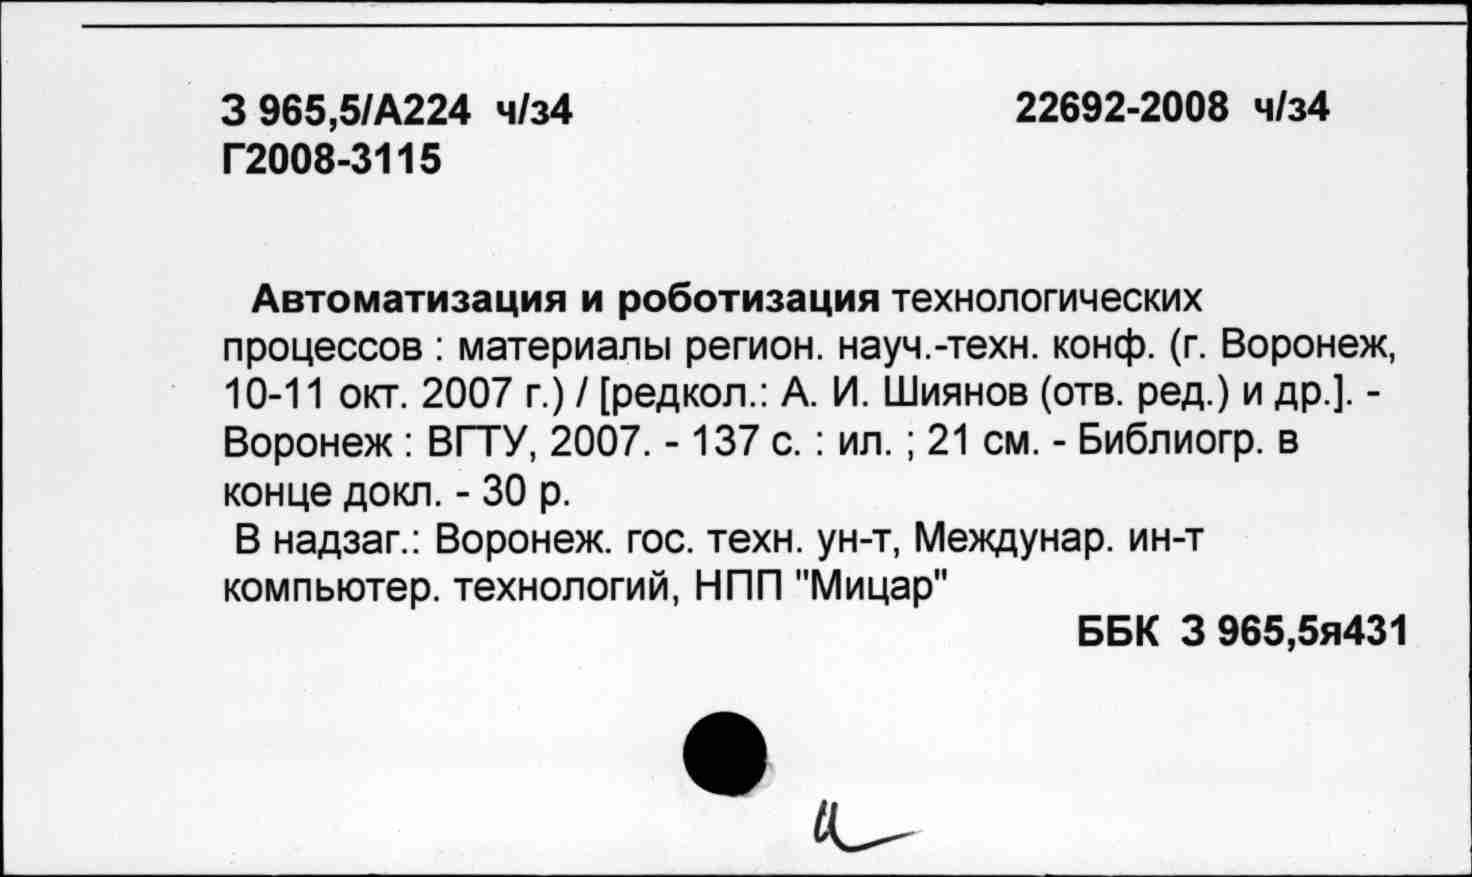 З 965,5/А224 ч/з4 22692-2008 ч/з4
Г2008-3115
Автоматизация и роботизация технологических
процессов : материалы регион. науч.-техн. конф. (г. Воронеж,
10-11 окт. 2007 г.) / [редкол.: А. И. Шиянов (отв. ред.) и др.]. -
Воронеж : ВГТУ, 2007. - 137 с. : ил. ; 21 см. - Библиогр. в
конце докл. - 30 р.
В надзаг.: Воронеж. гос. техн. ун-т, Междунар. ин-т
компьютер. технологий, НПП "Мицар"
ББК З 965,5я431